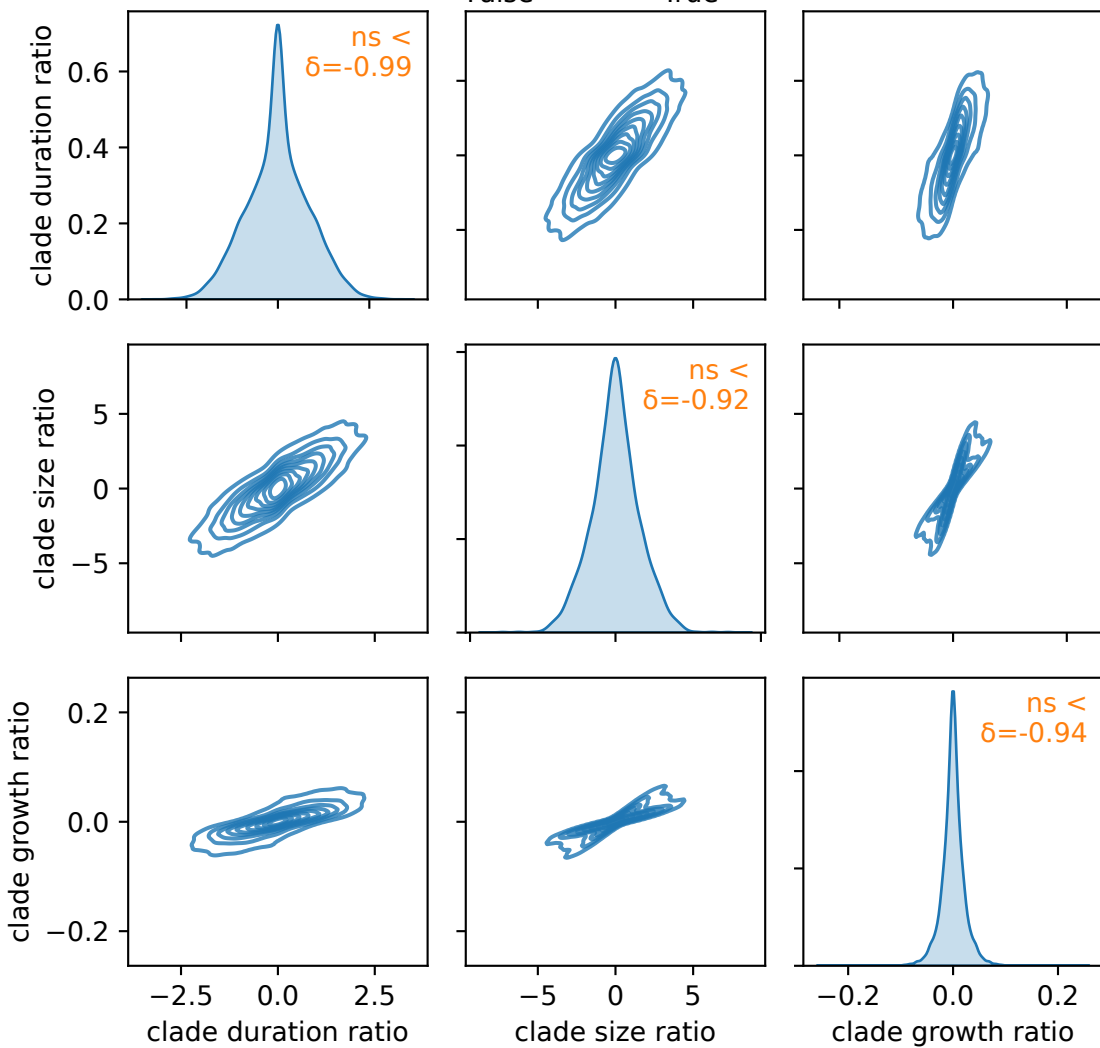 raise True
clade duration ratio
0.6
0.4
0.2
0.0
ns <
δ=-0.99
clade size ratio
5
0
−5
ns <
δ=-0.92
clade growth ratio
0.2
0.0
−0.2
ns <
δ=-0.94
−2.5 0.0 2.5
−5 0 5
−0.2 0.0 0.2
clade duration ratio
clade size ratio
clade growth ratio